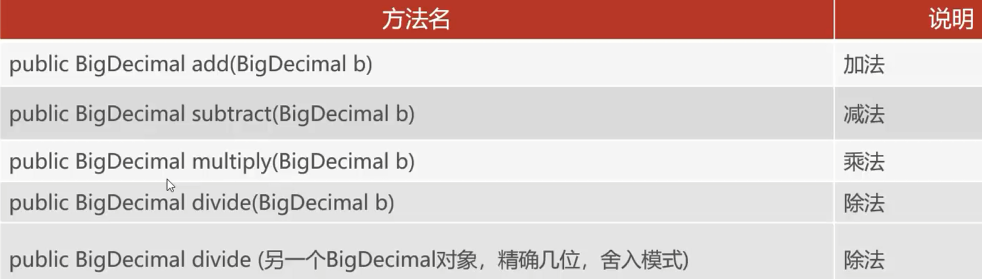 方法名 说明
public BigDecimal add(BigDecimal b) 加法
public BigDecimal subtract(BigDecimal b) 减法
public BigDecimal multiply(BigDecimal b) 乘法
public BigDecimal divide(BigDecimal b) 除法
public BigDecimal divide (另一个BigDecimal对象，精确几位，舍入模式) 除法